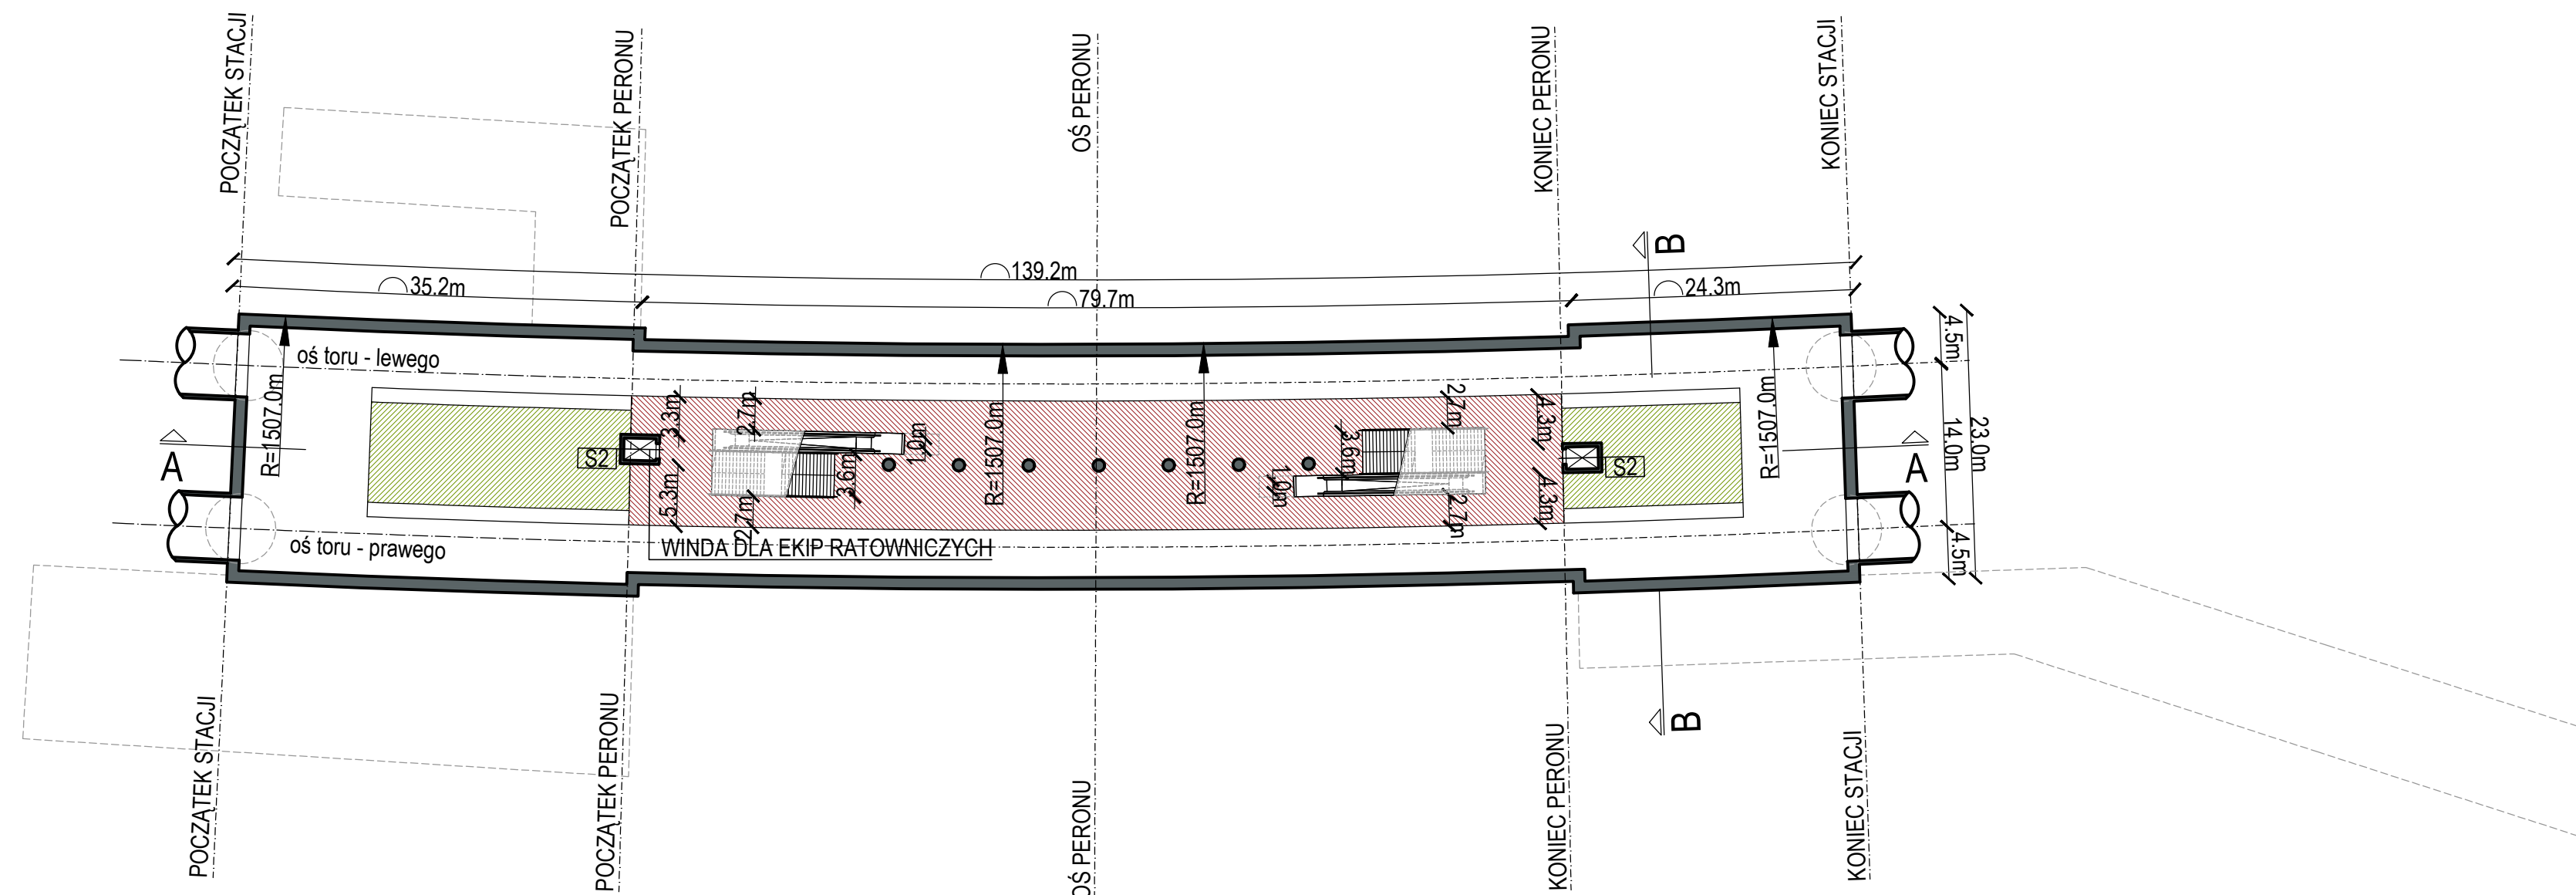 POCZĄTEK STACJI
POCZĄTEK PERONU
OŚ PERONU
KONIEC PERONU
KONIEC STACJI
B
139.2m
35.2m
79.7m
24.3m
oś toru - lewego
4.5m
14.0m
23.0m
4.5m
R=1507.0m
R=1507.0m
R=1507.0m
R=1507.0m
3.3m
2.7m
1.0m
2.7m
4.3m
3.6m
A
S2
S2
A
5.3m
2.7m
3.6m
1.0m
2.7m
4.3m
oś toru - prawego
WINDA DLA EKIP RATOWNICZYCH
B
POCZĄTEK STACJI
POCZĄTEK PERONU
OŚ PERONU
KONIEC PERONU
KONIEC STACJI